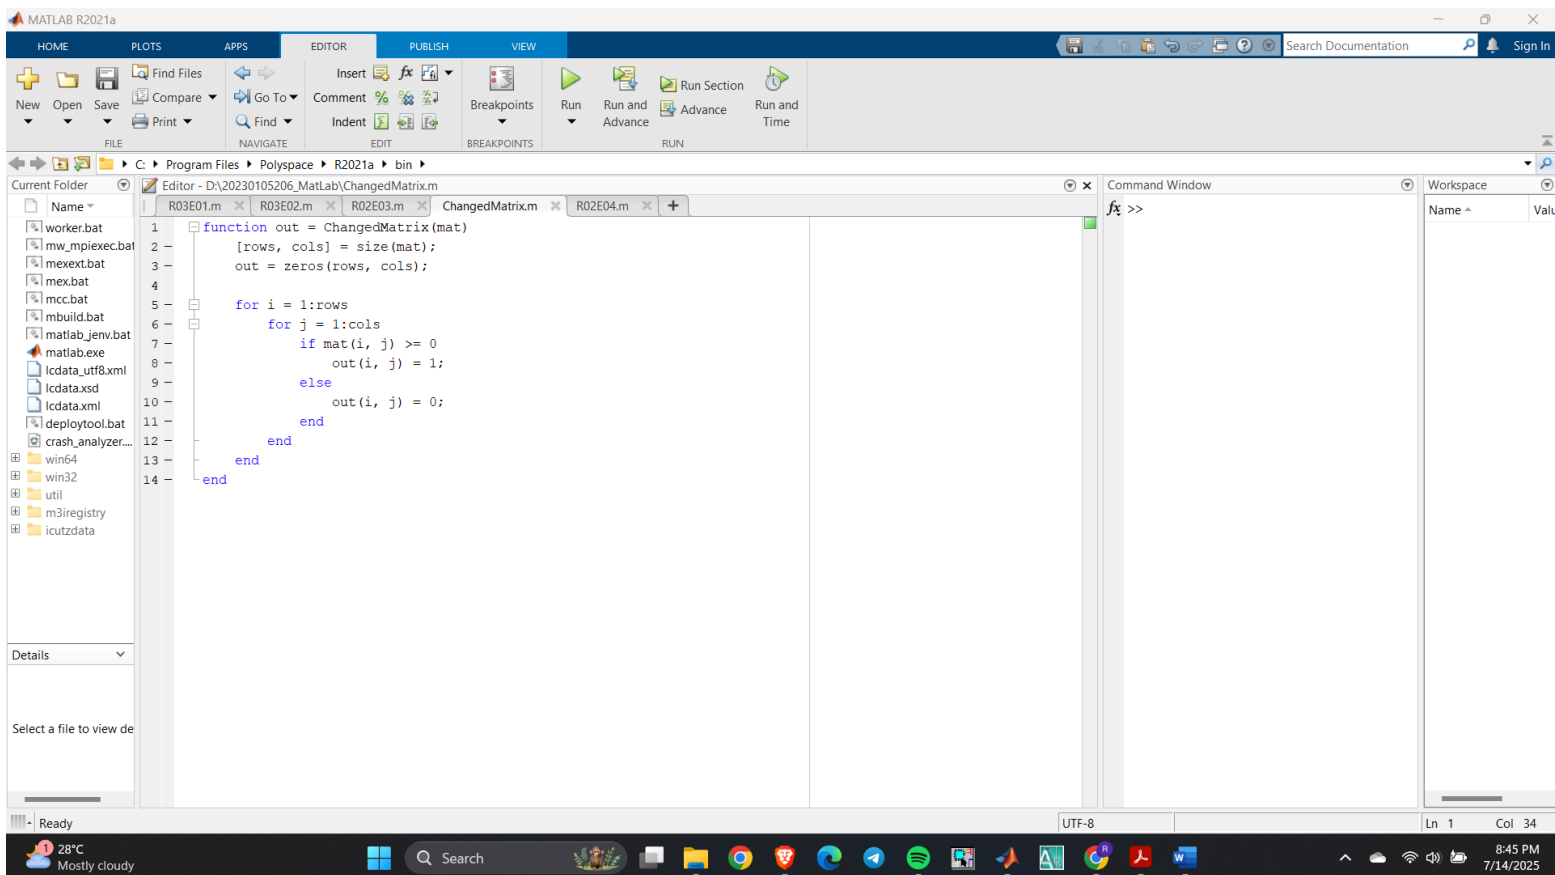 MATLAB R2021a
HOME PLOTS APPS EDITOR PUBLISH VIEW
Search Documentation
Sign In
New
Open
Save
Find Files
Compare
Print
FILE
Go To
Find
NAVIGATE
Insert
Comment
Indent
EDIT
Breakpoints
BREAKPOINTS
Run
Run and
Advance
Run Section
Advance
Run and
Time
RUN
C: Program Files Polyspace R2021a bin
Current Folder
Name
worker.bat
mw_mpiexec.bat
mexext.bat
mex.bat
mcc.bat
mbuild.bat
matlab_jenv.bat
matlab.exe
lcdata_utf8.xml
lcdata.xsd
lcdata.xml
deploytool.bat
crash_analyzer....
win64
win32
util
m3iregistry
icutzdata
Details
Select a file to view de
Editor - D:\20230105206_MatLab\ChangedMatrix.m
R03E01.m R03E02.m R02E03.m ChangedMatrix.m R02E04.m +
1 function out = ChangedMatrix(mat)
2 – [rows, cols] = size(mat);
3 – out = zeros(rows, cols);
4
5 – for i = 1:rows
6 – for j = 1:cols
7 – if mat(i, j) >= 0
8 – out(i, j) = 1;
9 – else
10 – out(i, j) = 0;
11 – end
12 – end
13 – end
14 – end
Command Window
fx >>
Workspace
Name Valu
Ready
UTF-8
Ln 1 Col 34
1
28°C
Mostly cloudy
Search
R
8:45 PM
7/14/2025